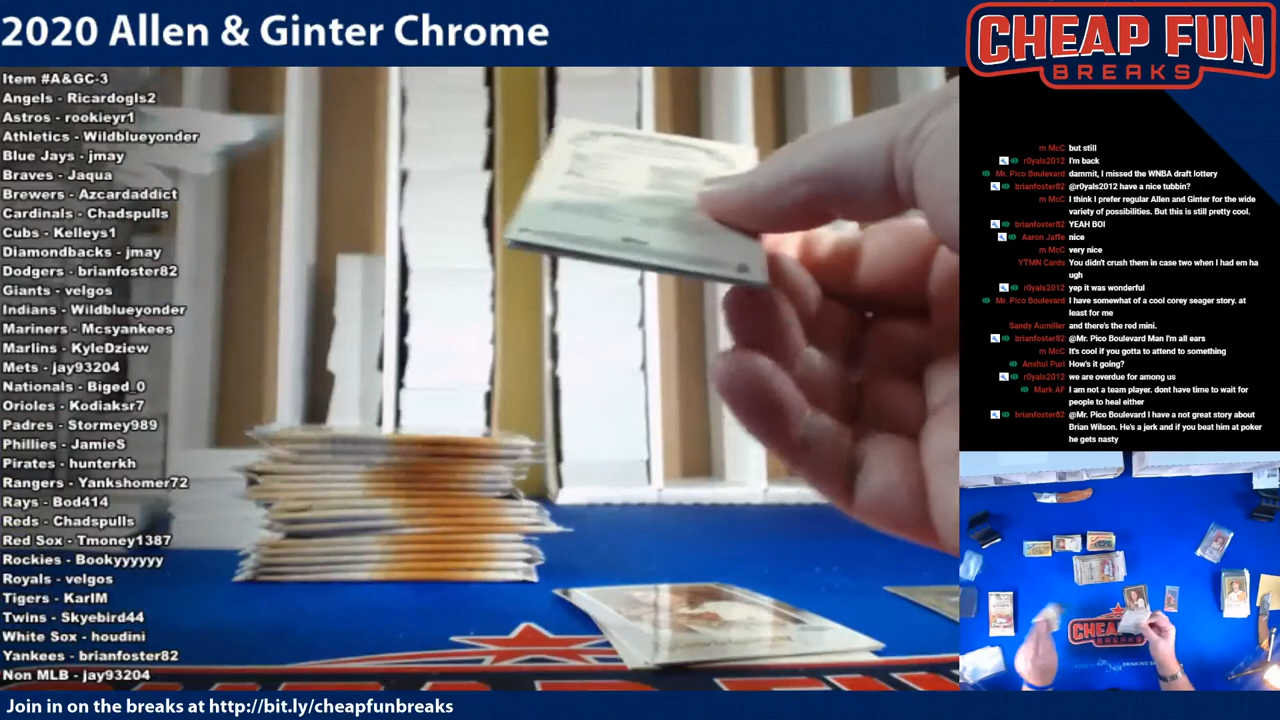 2020 Allen & Ginter Chrome
CHEAP FUN
BREAKS
Item #A&GC-3
Angels - Ricardogls2
Astros - rookieyr1
Athletics - Wildblueyonder
Blue Jays - jmay
Braves - Jaqua
Brewers - Azcardaddict
Cardinals - Chadspulls
Cubs - Kelleys1
Diamondbacks - jmay
Dodgers - brianfoster82
Giants - velgos
Indians - Wildblueyonder
Mariners - Mcsyankees
Marlins - KyleDziew
Mets - jay93204
Nationals - Biged_0
Orioles - Kodiaksr7
Padres - Stormey989
Phillies - JamieS
Pirates - hunterkh
Rangers - Yankshomer72
Rays - Bod414
Reds - Chadspulls
Red Sox - Tmoney1387
Rockies - Bookyyyyyy
Royals - velgos
Tigers - KarlM
Twins - Skyebird44
White Sox - houdini
Yankees - brianfoster82
Non MLB - jay93204
m McC but still
r0yals2012 I'm back
Mr. Pico Boulevard dammit, I missed the WNBA draft lottery
brianfoster82 @r0yals2012 have a nice tubbin?
m McC I think I prefer regular Allen and Ginter for the wide
variety of possibilities. But this is still pretty cool.
brianfoster82 YEAH BOI
Aaron Jaffe nice
m McC very nice
YTMN Cards You didn't crush them in case two when I had em ha
ugh
r0yals2012 yep it was wonderful
Mr. Pico Boulevard I have somewhat of a cool corey seager story. at
least for me
Sandy Aumiller and there's the red mini.
brianfoster82 @Mr. Pico Boulevard Man I'm all ears
m McC It's cool if you gotta to attend to something
Anshul Puri How's it going?
r0yals2012 we are overdue for among us
Mark AF I am not a team player. dont have time to wait for
people to heal either
brianfoster82 @Mr. Pico Boulevard I have a not great story about
Brian Wilson. He's a jerk and if you beat him at poker
he gets nasty
CHEAP
BREAKS
Join in on the breaks at http://bit.ly/cheapfunbreaks